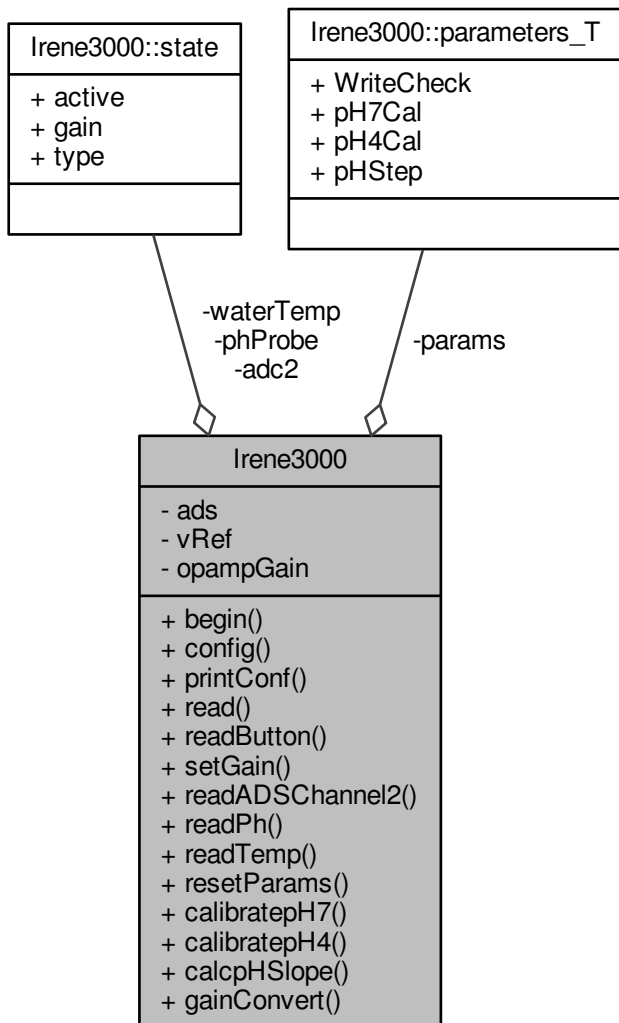 Irene3000::state
+ active
+ gain
+ type
Irene3000::parameters_T
+ WriteCheck
+ pH7Cal
+ pH4Cal
+ pHStep
-waterTemp
-phProbe
-adc2
-params
Irene3000
- ads
- vRef
- opampGain
+ begin()
+ config()
+ printConf()
+ read()
+ readButton()
+ setGain()
+ readADSChannel2()
+ readPh()
+ readTemp()
+ resetParams()
+ calibratepH7()
+ calibratepH4()
+ calcpHSlope()
+ gainConvert()